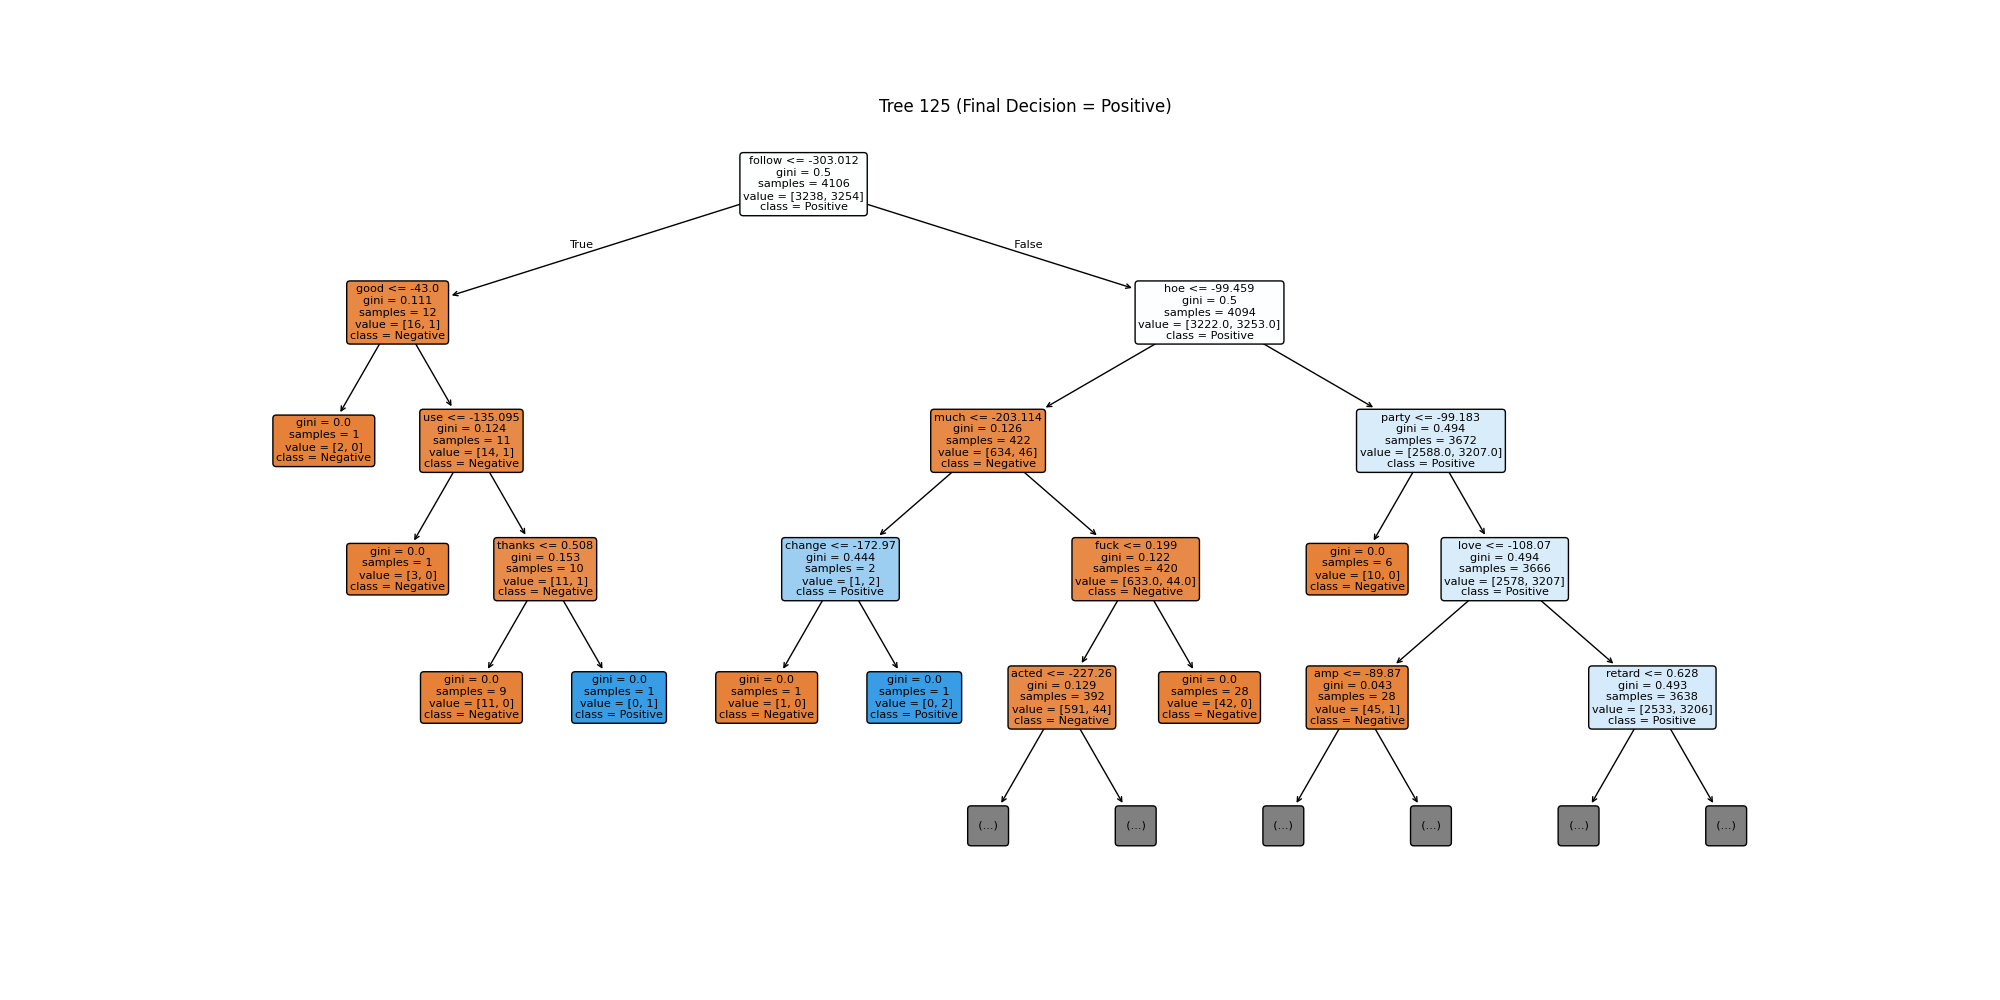 Tree 125 (Final Decision = Positive)
follow <= -303.012
gini = 0.5
samples = 4106
value = [3238, 3254]
class = Positive
True
False
good <= -43.0
gini = 0.111
samples = 12
value = [16, 1]
class = Negative
hoe <= -99.459
gini = 0.5
samples = 4094
value = [3222.0, 3253.0]
class = Positive
gini = 0.0
samples = 1
value = [2, 0]
class = Negative
use <= -135.095
gini = 0.124
samples = 11
value = [14, 1]
class = Negative
much <= -203.114
gini = 0.126
samples = 422
value = [634, 46]
class = Negative
party <= -99.183
gini = 0.494
samples = 3672
value = [2588.0, 3207.0]
class = Positive
gini = 0.0
samples = 1
value = [3, 0]
class = Negative
thanks <= 0.508
gini = 0.153
samples = 10
value = [11, 1]
class = Negative
change <= -172.97
gini = 0.444
samples = 2
value = [1, 2]
class = Positive
fuck <= 0.199
gini = 0.122
samples = 420
value = [633.0, 44.0]
class = Negative
gini = 0.0
samples = 6
value = [10, 0]
class = Negative
love <= -108.07
gini = 0.494
samples = 3666
value = [2578, 3207]
class = Positive
gini = 0.0
samples = 9
value = [11, 0]
class = Negative
gini = 0.0
samples = 1
value = [0, 1]
class = Positive
gini = 0.0
samples = 1
value = [1, 0]
class = Negative
gini = 0.0
samples = 1
value = [0, 2]
class = Positive
acted <= -227.26
gini = 0.129
samples = 392
value = [591, 44]
class = Negative
gini = 0.0
samples = 28
value = [42, 0]
class = Negative
amp <= -89.87
gini = 0.043
samples = 28
value = [45, 1]
class = Negative
retard <= 0.628
gini = 0.493
samples = 3638
value = [2533, 3206]
class = Positive
(...)
(...)
(...)
(...)
(...)
(...)